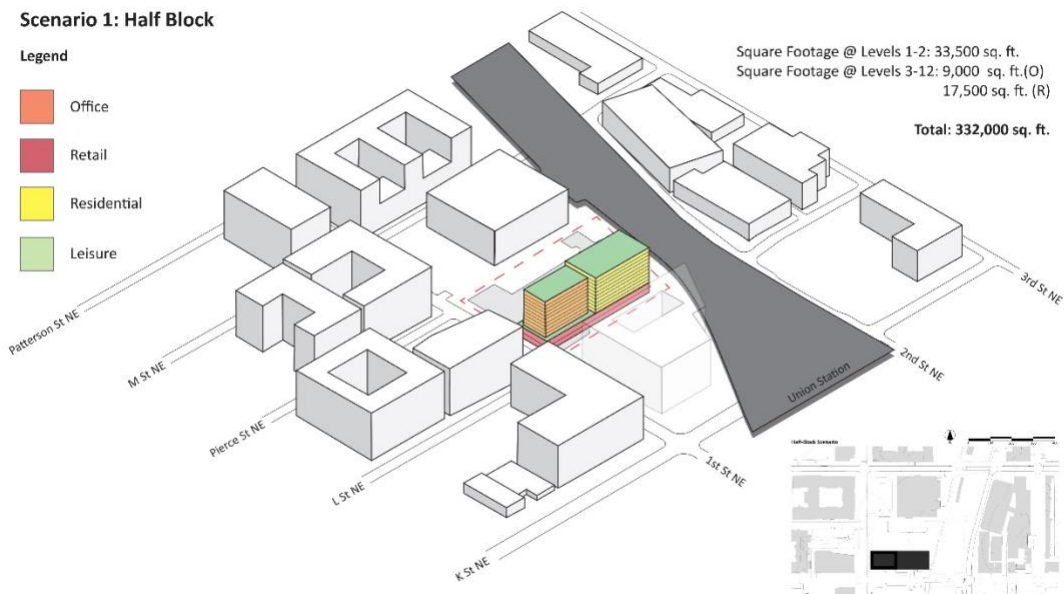 Scenario 1: Half Block
Legend
Office
Retail
Residential
Leisure
Square Footage @ Levels 1-2: 33,500 sq. ft.
Square Footage @ Levels 3-12: 9,000 sq. ft.(O)
17,500 sq. ft. (R)
Total: 332,000 sq. ft.
Patterson St NE
M St NE
Pierce St NE
L St NE
K St NE
1st St NE
2nd St NE
3rd St NE
Union Station
Half-Block Scenario